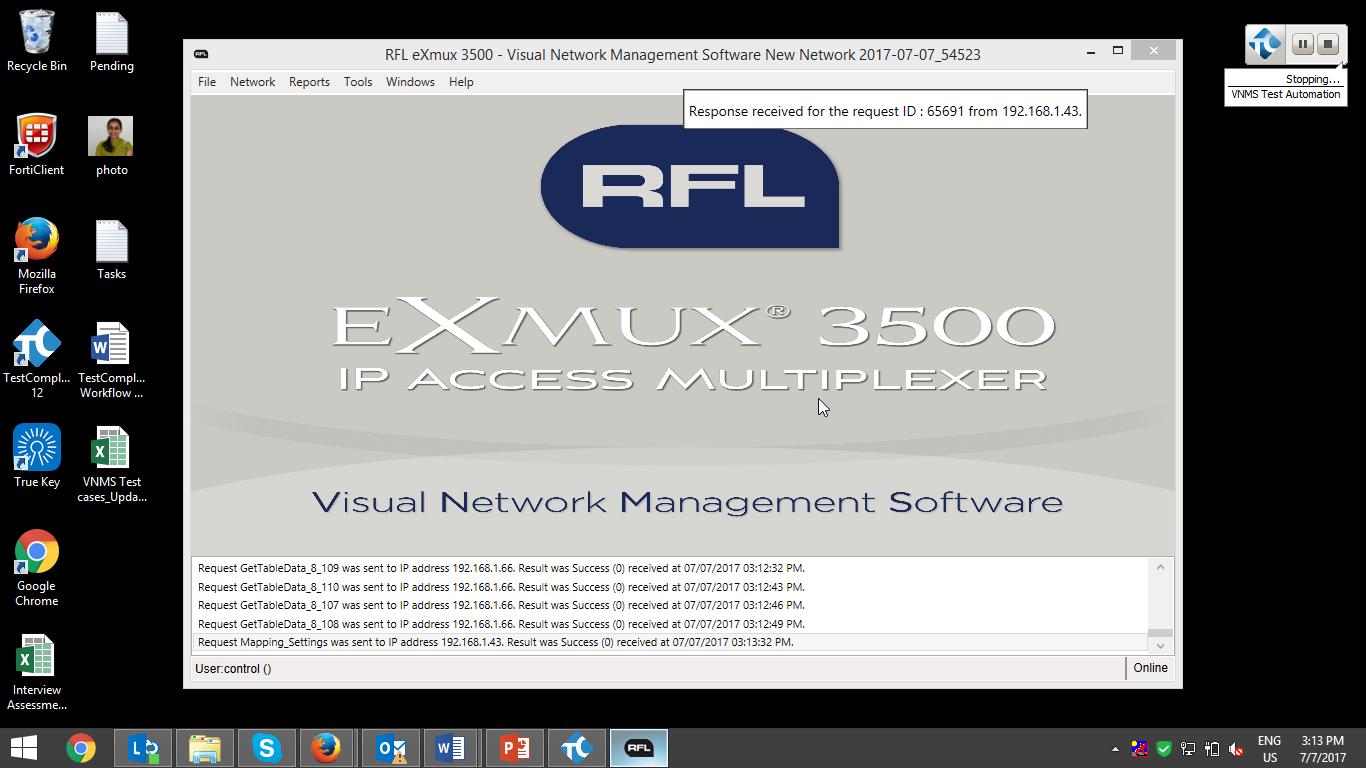 Recycle Bin
Pending
FortiClient
photo
Mozilla
Firefox
Tasks
TestCompl...
12
TestCompl...
Workflow ...
True Key
VNMS Test
cases_Upda...
Google
Chrome
Interview
Assessme...
RFL
RFL eXmux 3500 - Visual Network Management Software New Network 2017-07-07_54523
File Network Reports Tools Windows Help
Response received for the request ID : 65691 from 192.168.1.43.
RFL
eXmux® 3500
IP Access Multiplexer
Visual Network Management Software
Request GetTableData_8_109 was sent to IP address 192.168.1.66. Result was Success (0) received at 07/07/2017 03:12:32 PM.
Request GetTableData_8_110 was sent to IP address 192.168.1.66. Result was Success (0) received at 07/07/2017 03:12:43 PM.
Request GetTableData_8_107 was sent to IP address 192.168.1.66. Result was Success (0) received at 07/07/2017 03:12:46 PM.
Request GetTableData_8_108 was sent to IP address 192.168.1.66. Result was Success (0) received at 07/07/2017 03:12:49 PM.
Request Mapping_Settings was sent to IP address 192.168.1.43. Result was Success (0) received at 07/07/2017 03:13:32 PM.
User:control ()
Online
Stopping...
VNMS Test Automation
RFL
ENG
US
3:13 PM
7/7/2017